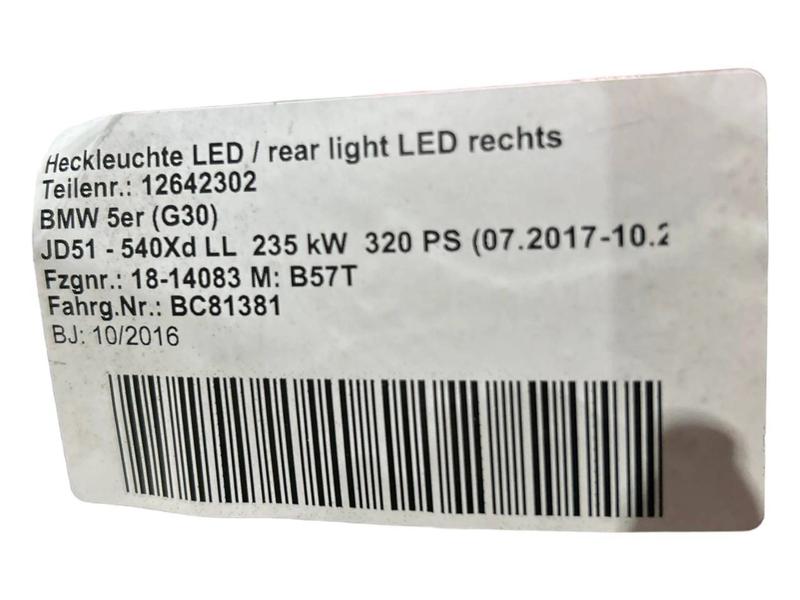 Heckleuchte LED / rear light LED rechts
Teilenr.: 12642302
BMW 5er (G30)
JD51 - 540Xd LL 235 kW 320 PS (07.2017-10.2
Fzgnr.: 18-14083 M: B57T
Fahrg.Nr.: BC81381
BJ: 10/2016